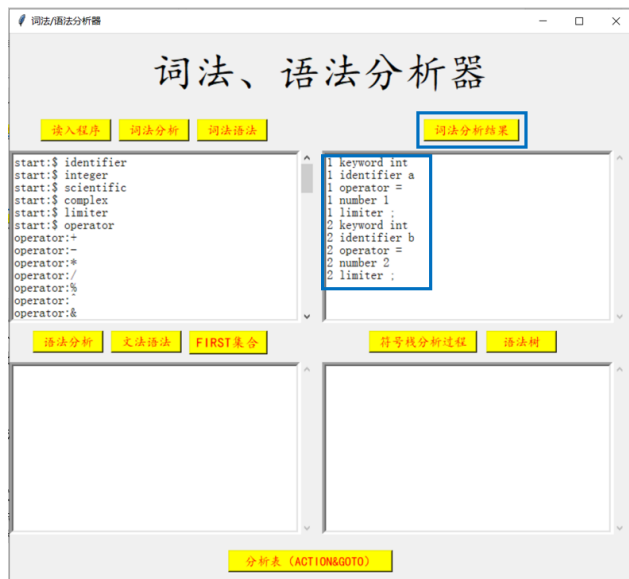 词法/语法分析器
词法、语法分析器
读入程序 词法分析 词法语法 词法分析结果
start:$ identifier
start:$ integer
start:$ scientific
start:$ complex
start:$ limiter
start:$ operator
operator:+
operator:-
operator:*
operator:/
operator:%
operator:^
operator:&
1 keyword int
1 identifier a
1 operator =
1 number 1
1 limiter ;
2 keyword int
2 identifier b
2 operator =
2 number 2
2 limiter ;
语法分析 文法语法 FIRST集合 符号栈分析过程 语法树
分析表（ACTION&GOTO）